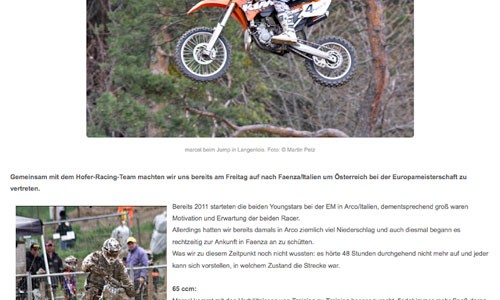 4
marcel beim Jump in Langenlois. Foto: © Martin Petz
Gemeinsam mit dem Hofer-Racing-Team machten wir uns bereits am Freitag auf nach Faenza/Italien um Österreich bei der Europameisterschaft zu
vertreten.
Bereits 2011 starteten die beiden Youngstars bei der EM in Arco/Italien, dementsprechend groß waren
Motivation und Erwartung der beiden Racer.
Allerdings hatten wir bereits damals in Arco ziemlich viel Niederschlag und auch diesmal begann es
rechtzeitig zur Ankunft in Faenza an zu schütten.
Was wir zu diesem Zeitpunkt noch nicht wussten: es hörte 48 Stunden durchgehend nicht mehr auf und jeder
kann sich vorstellen, in welchem Zustand die Strecke war.
65 ccm: